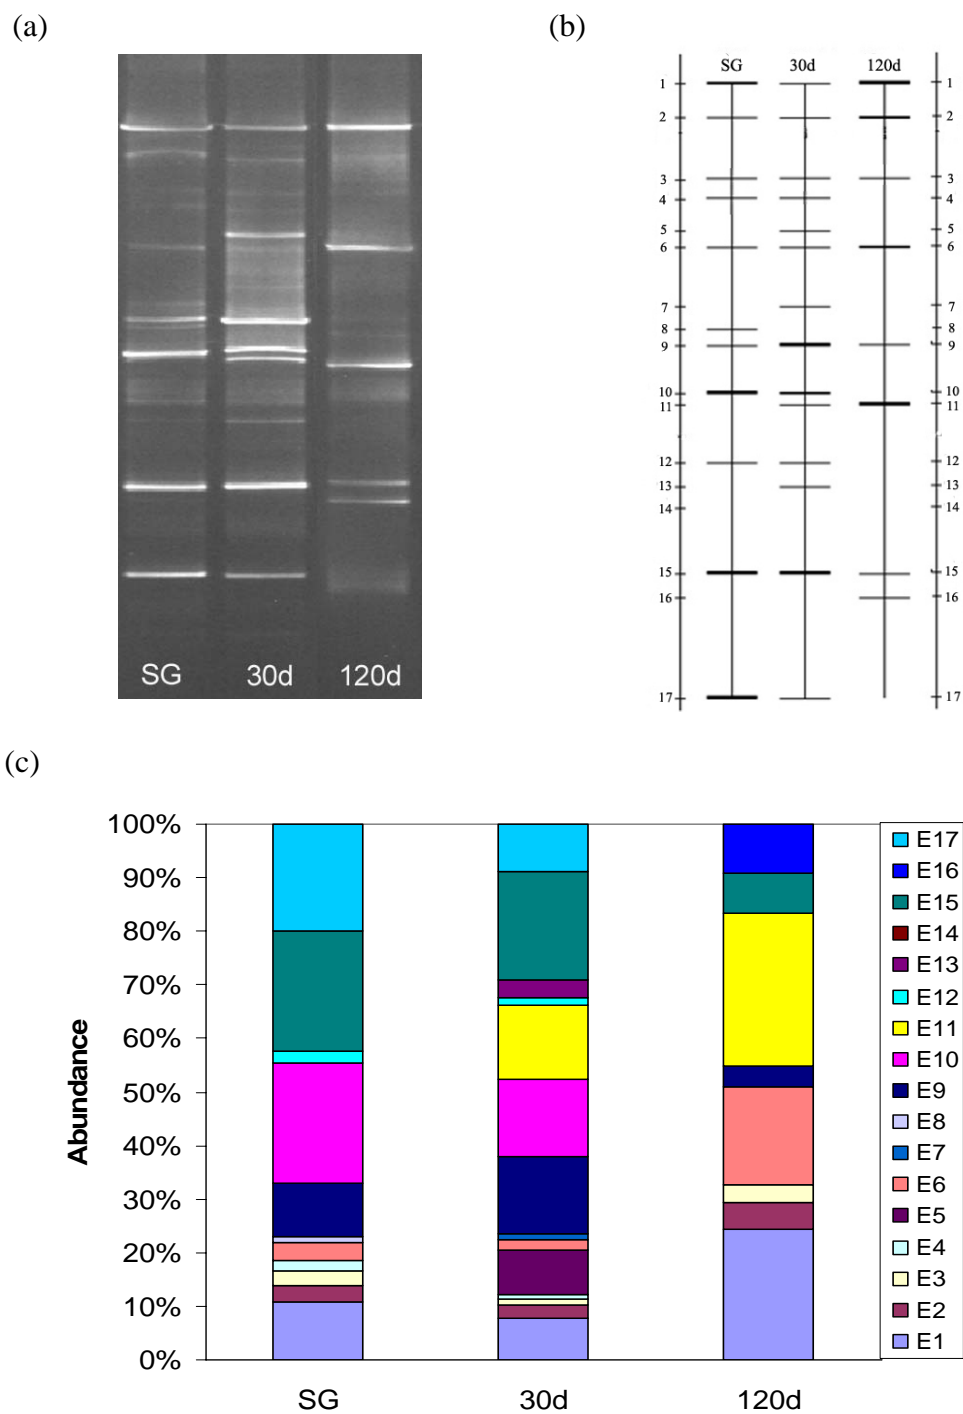 (a)
(b)
SG 30d 120d
SG 30d 120d
1 1
2 2
3 3
4 4
5 5
6 6
7 7
8 8
9 9
10 10
11 11
12 12
13 13
14 14
15 15
16 16
17 17
(c)
Abundance
100%
90%
80%
70%
60%
50%
40%
30%
20%
10%
0%
SG 30d 120d
E17
E16
E15
E14
E13
E12
E11
E10
E9
E8
E7
E6
E5
E4
E3
E2
E1